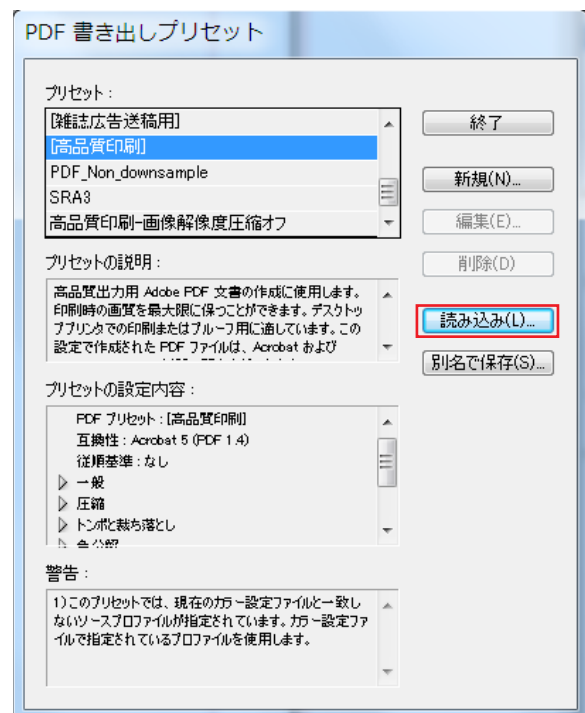 PDF 書き出しプリセット
プリセット :
[雑誌広告送稿用]
[高品質印刷]
PDF_Non_downsample
SRA3
高品質印刷-画像解像度圧縮オフ
終了
新規(N)...
編集(E)...
削除(D)
読み込み(L)...
別名で保存(S)...
プリセットの説明 :
高品質出力用 Adobe PDF 文書の作成に使用します。
印刷時の画質を最大限に保つことができます。デスクトッ
ププリンタでの印刷またはプルーフ用に適しています。この
設定で作成された PDF ファイルは、Acrobat および
プリセットの設定内容 :
PDF プリセット : [高品質印刷]
互換性 : Acrobat 5 (PDF 1.4)
従順基準 : なし
一般
圧縮
トンボと裁ち落とし
色分解
警告 :
1) このプリセットでは、現在のカラー設定ファイルと一致し
ないソースプロファイルが指定されています。カラー設定ファ
イルで指定されているプロファイルを使用します。